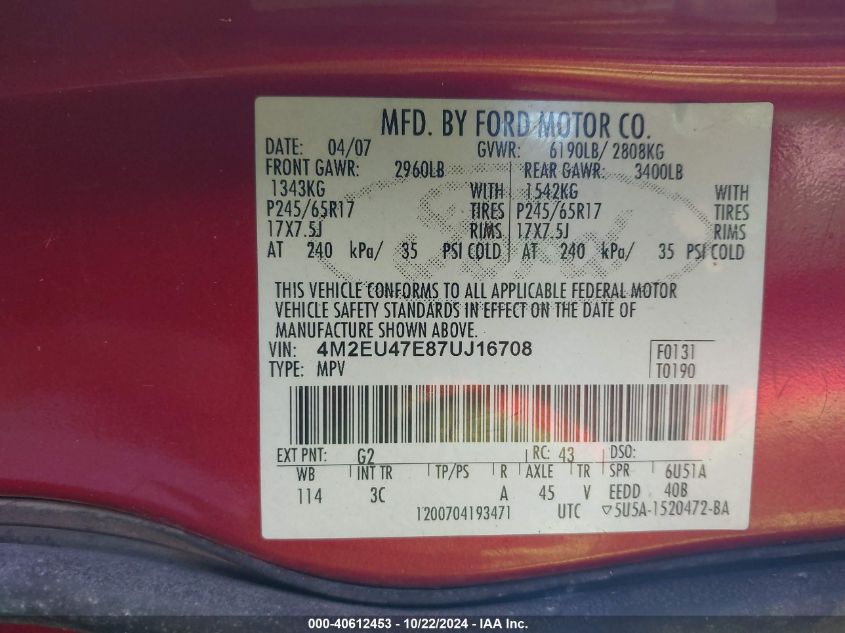 MFD. BY FORD MOTOR CO.
DATE: 04/07 GVWR: 6190LB/ 2808KG
FRONT GAWR: 2960LB REAR GAWR: 3400LB
1343KG WITH 1542KG WITH
P245/65R17 TIRES P245/65R17 TIRES
17X7.5J RIMS 17X7.5J RIMS
AT 240 kPa/ 35 PSI COLD AT 240 kPa/ 35 PSI COLD
THIS VEHICLE CONFORMS TO ALL APPLICABLE FEDERAL MOTOR
VEHICLE SAFETY STANDARDS IN EFFECT ON THE DATE OF
MANUFACTURE SHOWN ABOVE.
VIN: 4M2EU47E87UJ16708 F0131
TYPE: MPV T0190
EXT PNT: G2 RC: 43 DSO:
WB INT TR TP/PS R AXLE TR SPR 6U51A
114 3C A 45 V EEDD 40B
1200704193471 UTC ▽5U5A-1520472-BA
000-40612453 - 10/22/2024 - IAA Inc.